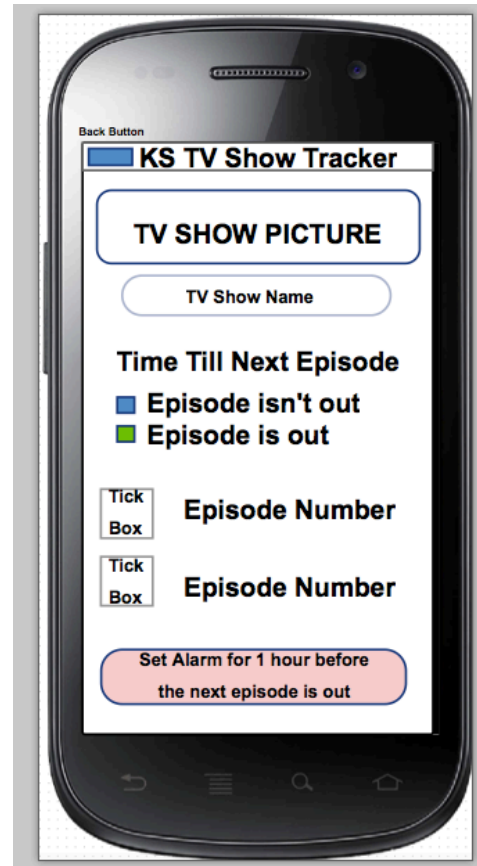 Back Button
KS TV Show Tracker
TV SHOW PICTURE
TV Show Name
Time Till Next Episode
Episode isn't out
Episode is out
Tick
Box
Episode Number
Tick
Box
Episode Number
Set Alarm for 1 hour before
the next episode is out